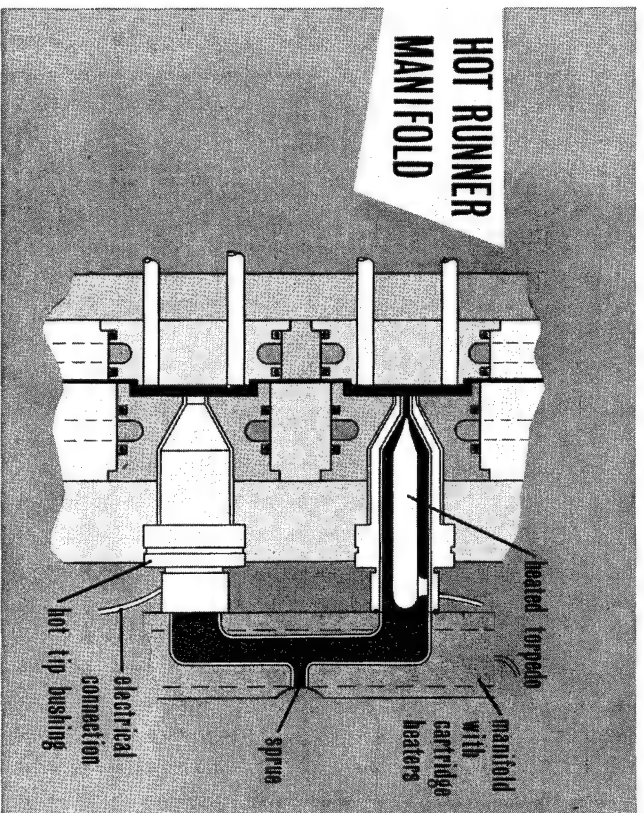 HOT RUNNER
MANIFOLD
heated torpedo
manifold
with
cartridge
heaters
sprue
electrical
connection
hot tip bushing